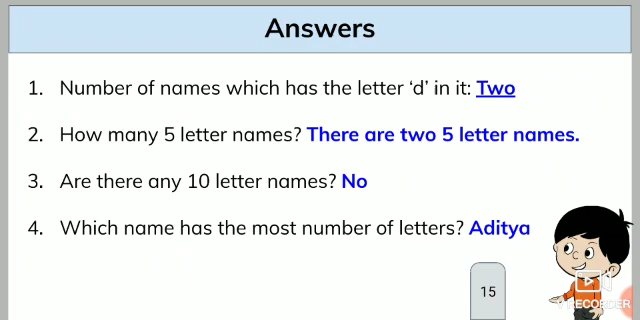 Answers
1. Number of names which has the letter ‘d’ in it: Two
2. How many 5 letter names? There are two 5 letter names.
3. Are there any 10 letter names? No
4. Which name has the most number of letters? Aditya
15
RECORDER